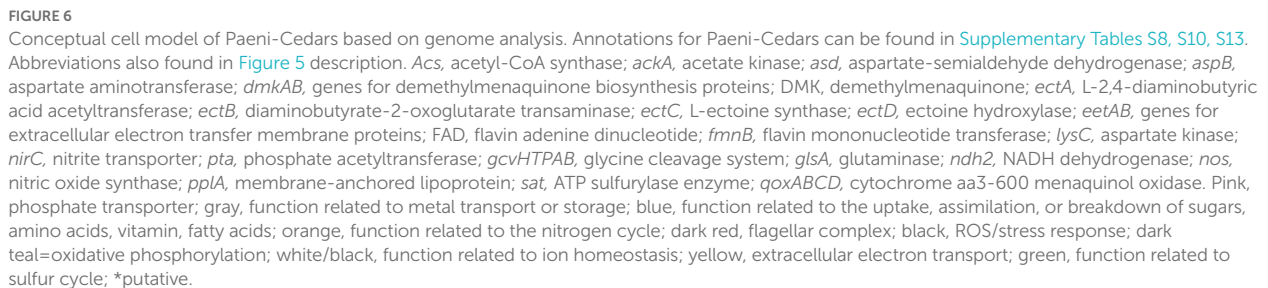 FIGURE 6
Conceptual cell model of Paeni-Cedars based on genome analysis. Annotations for Paeni-Cedars can be found in Supplementary Tables S8, S10, S13.
Abbreviations also found in Figure 5 description. Acs, acetyl-CoA synthase; ackA, acetate kinase; asd, aspartate-semialdehyde dehydrogenase; aspB,
aspartate aminotransferase; dmkAB, genes for demethylmenaquinone biosynthesis proteins; DMK, demethylmenaquinone; ectA, L-2,4-diaminobutyric
acid acetyltransferase; ectB, diaminobutyrate-2-oxoglutarate transaminase; ectC, L-ectoine synthase; ectD, ectoine hydroxylase; eetAB, genes for
extracellular electron transfer membrane proteins; FAD, flavin adenine dinucleotide; fmnB, flavin mononucleotide transferase; lysC, aspartate kinase;
nirC, nitrite transporter; pta, phosphate acetyltransferase; gcvHTPAB, glycine cleavage system; glsA, glutaminase; ndh2, NADH dehydrogenase; nos,
nitric oxide synthase; pplA, membrane-anchored lipoprotein; sat, ATP sulfurylase enzyme; qoxABCD, cytochrome aa3-600 menaquinol oxidase. Pink,
phosphate transporter; gray, function related to metal transport or storage; blue, function related to the uptake, assimilation, or breakdown of sugars,
amino acids, vitamin, fatty acids; orange, function related to the nitrogen cycle; dark red, flagellar complex; black, ROS/stress response; dark
teal=oxidative phosphorylation; white/black, function related to ion homeostasis; yellow, extracellular electron transport; green, function related to
sulfur cycle; *putative.